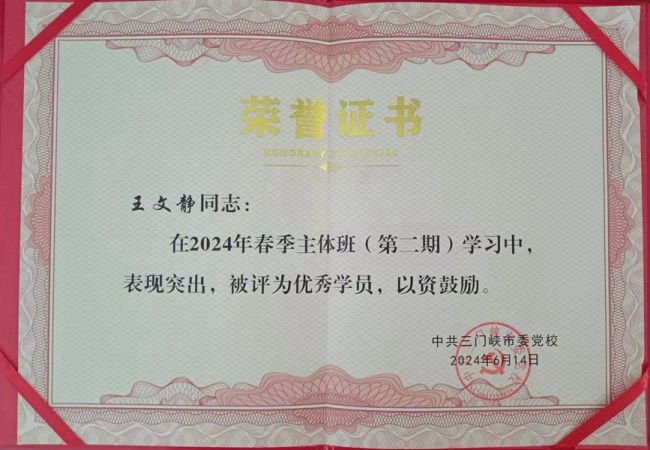 荣誉证书
王文静同志：
在2024年春季主体班（第二期）学习中，
表现突出，被评为优秀学员，以资鼓励。
中共三门峡市委党校
2024年6月14日